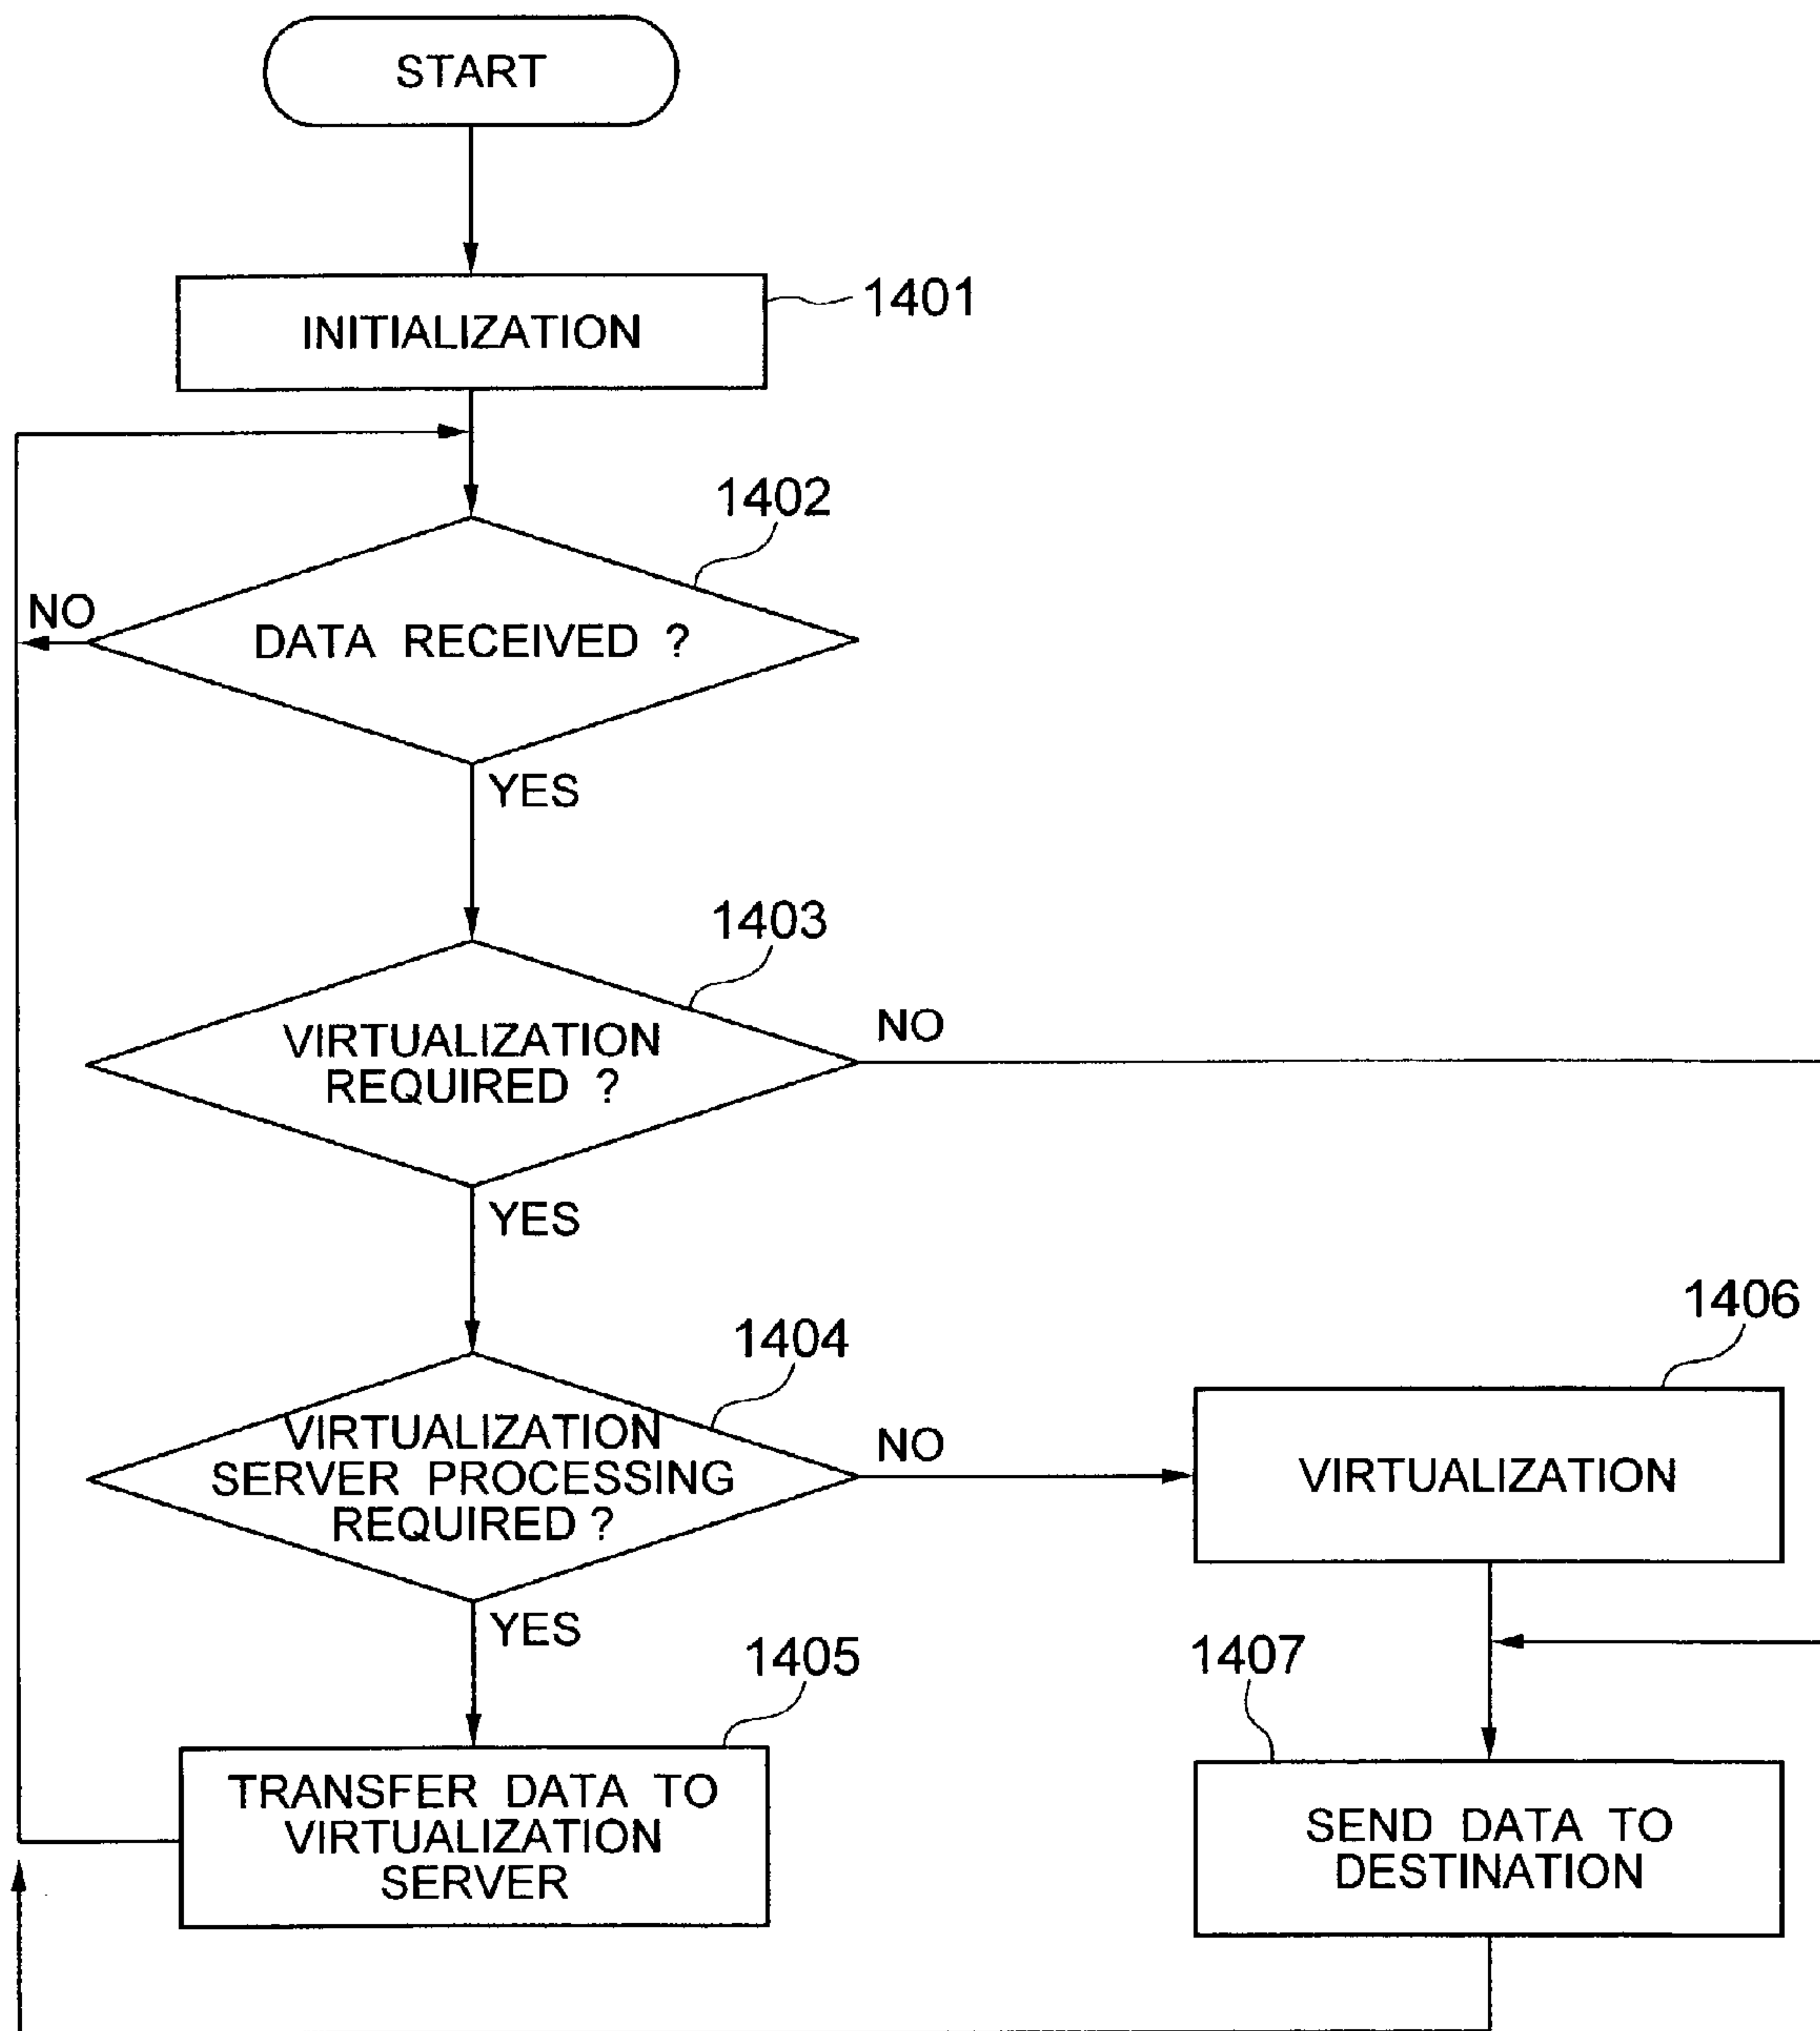 START
INITIALIZATION
1401
1402
NO
DATA RECEIVED ?
YES
1403
VIRTUALIZATION
REQUIRED ?
NO
YES
1404
VIRTUALIZATION
SERVER PROCESSING
REQUIRED ?
NO
1406
VIRTUALIZATION
YES
1405
TRANSFER DATA TO
VIRTUALIZATION
SERVER
1407
SEND DATA TO
DESTINATION